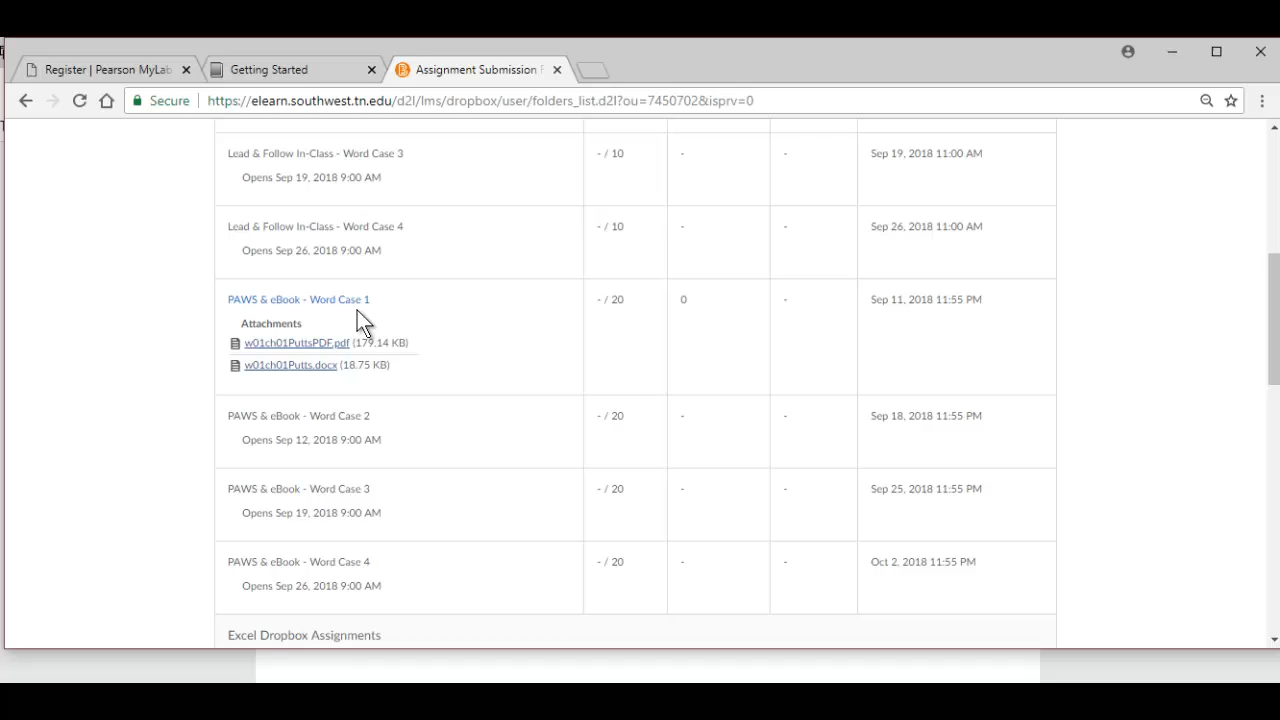 Register | Pearson MyLab
Getting Started
Assignment Submission F
Secure
https://elearn.southwest.tn.edu/d2l/lms/dropbox/user/folders_list.d2l?ou=7450702&isprv=0
Lead & Follow In-Class - Word Case 3 - / 10 - - Sep 19, 2018 11:00 AM
Opens Sep 19, 2018 9:00 AM
Lead & Follow In-Class - Word Case 4 - / 10 - - Sep 26, 2018 11:00 AM
Opens Sep 26, 2018 9:00 AM
PAWS & eBook - Word Case 1 - / 20 0 - Sep 11, 2018 11:55 PM
Attachments
w01ch01PuttsPDF.pdf (179.14 KB)
w01ch01Putts.docx (18.75 KB)
PAWS & eBook - Word Case 2 - / 20 - - Sep 18, 2018 11:55 PM
Opens Sep 12, 2018 9:00 AM
PAWS & eBook - Word Case 3 - / 20 - - Sep 25, 2018 11:55 PM
Opens Sep 19, 2018 9:00 AM
PAWS & eBook - Word Case 4 - / 20 - - Oct 2, 2018 11:55 PM
Opens Sep 26, 2018 9:00 AM
Excel Dropbox Assignments